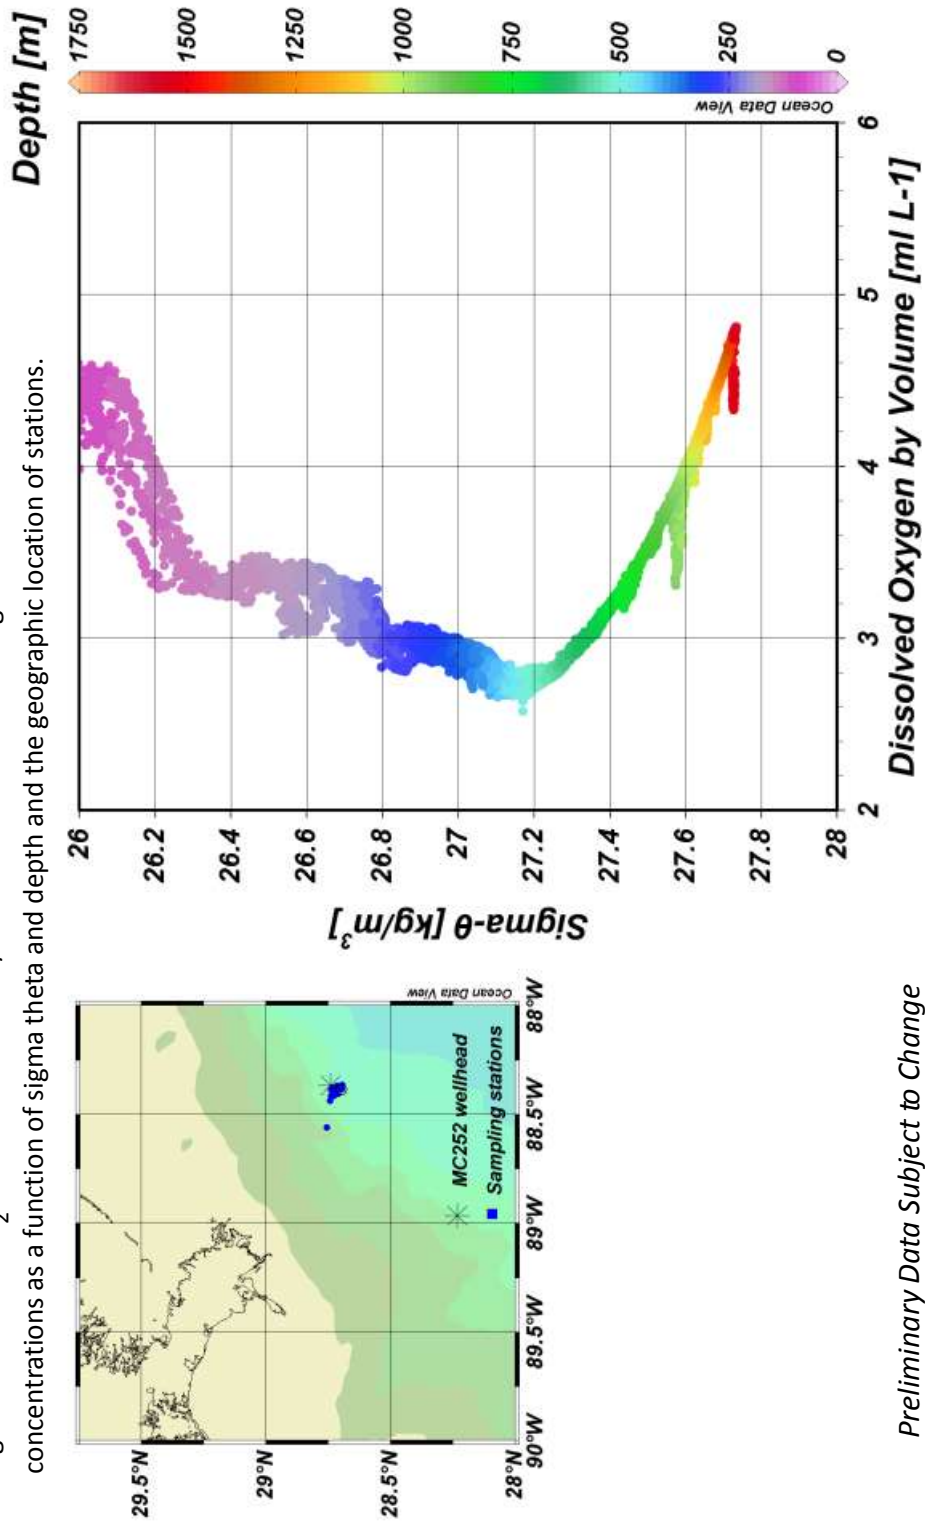 concentrations as a function of sigma theta and depth and the geographic location of stations.
29.5°N
29°N
28.5°N
28°N
90°W
89.5°W
89°W
88.5°W
88°W
MC252 wellhead
Sampling stations
Ocean Data View
Sigma-θ [kg/m³]
26
26.2
26.4
26.6
26.8
27
27.2
27.4
27.6
27.8
28
2
3
4
5
6
Dissolved Oxygen by Volume [ml L-1]
Depth [m]
1750
1500
1250
1000
750
500
250
0
Ocean Data View
Preliminary Data Subject to Change